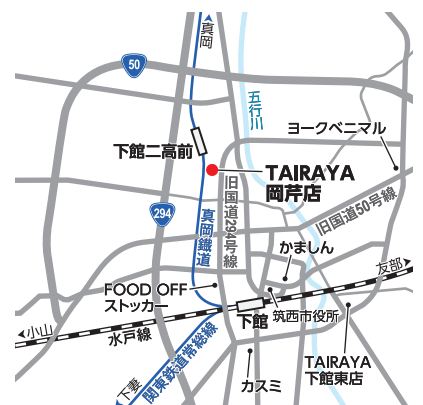 真岡
50
五行川
ヨークベニマル
下館二高前
TAIRAYA
岡芹店
294
真岡鐵道
旧国道294号線
旧国道50号線
かましん
友部
FOOD OFF
ストッカー
筑西市役所
下館
小山
水戸線
TAIRAYA
下館東店
カスミ
下妻
関東鉄道常総線